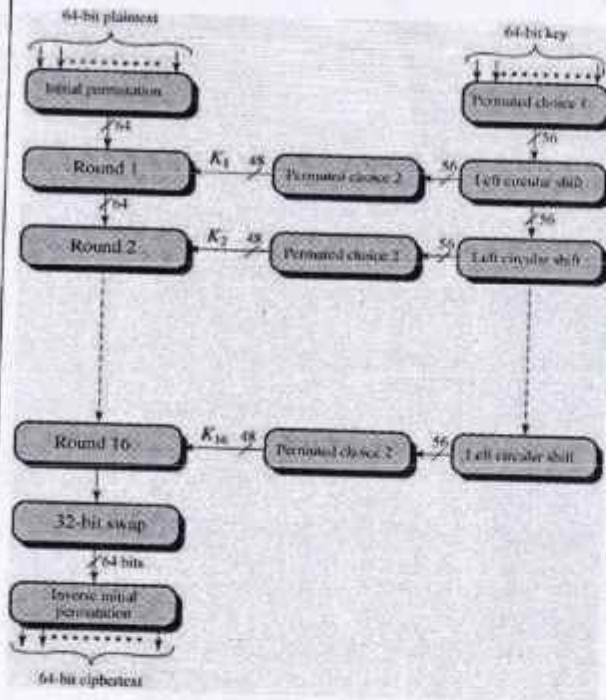 64-bit plaintext
64-bit key
Initial permutation
Permuted choice 1
64
56
Round 1
K1
48
Permuted choice 2
56
Left circular shift
64
56
Round 2
K2
48
Permuted choice 2
56
Left circular shift
Round 16
K16
48
Permuted choice 2
56
Left circular shift
32-bit swap
64 bits
Inverse initial
permutation
64-bit ciphertext